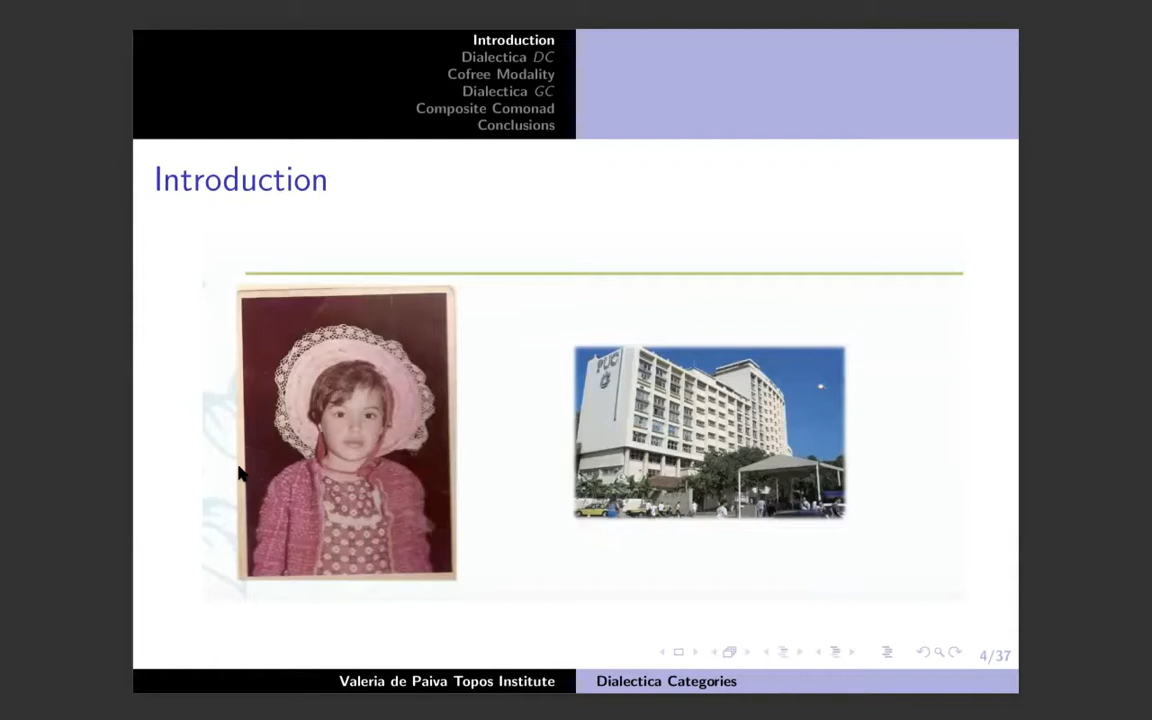 Introduction
Dialectica DC
Cofree Modality
Dialectica GC
Composite Comonad
Conclusions
Introduction
PUC
4/37
Valeria de Paiva Topos Institute
Dialectica Categories